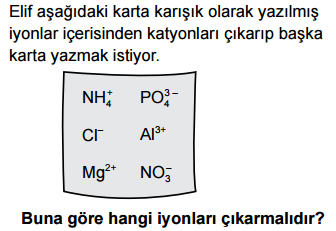 Elif aşağıdaki karta karışık olarak yazılmış
iyonlar içerisinden katyonları çıkarıp başka
karta yazmak istiyor.
NH₄⁺ PO₄³⁻
Cl⁻ Al³⁺
Mg²⁺ NO₃⁻
Buna göre hangi iyonları çıkarmalıdır?